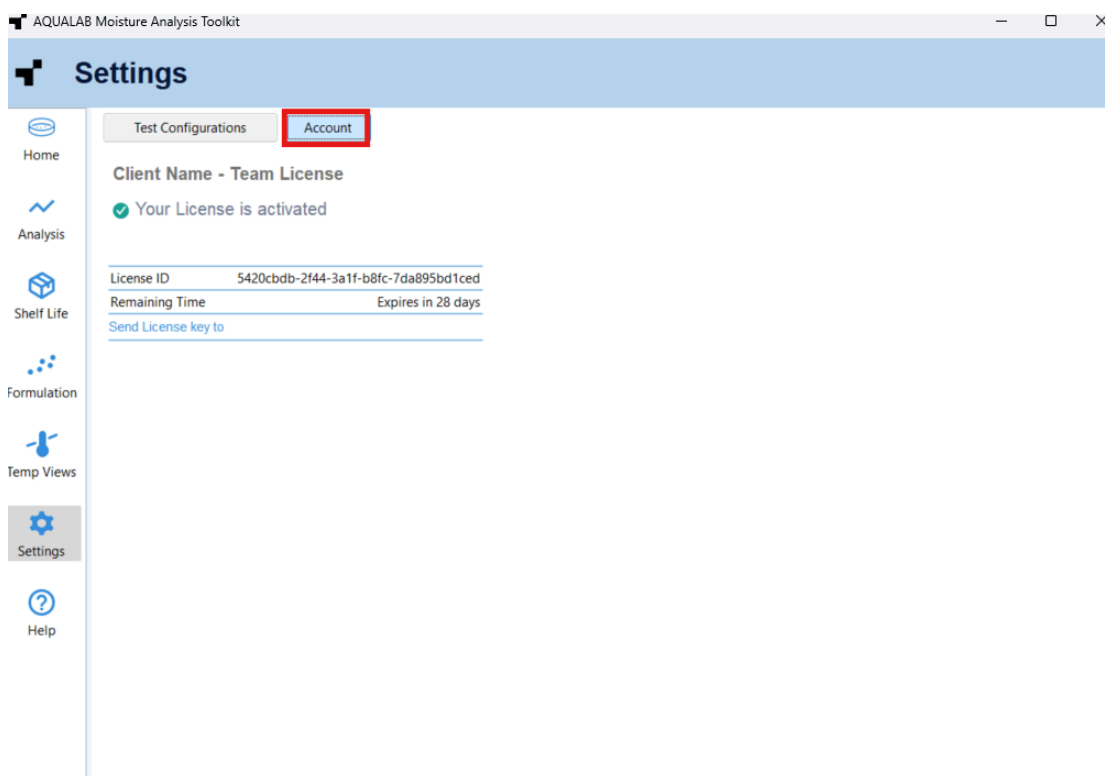 AQUALAB Moisture Analysis Toolkit
Settings
Home
Analysis
Shelf Life
Formulation
Temp Views
Settings
Help
Test Configurations
Account
Client Name - Team License
Your License is activated
License ID 5420cbdb-2f44-3a1f-b8fc-7da895bd1ced
Remaining Time Expires in 28 days
Send License key to